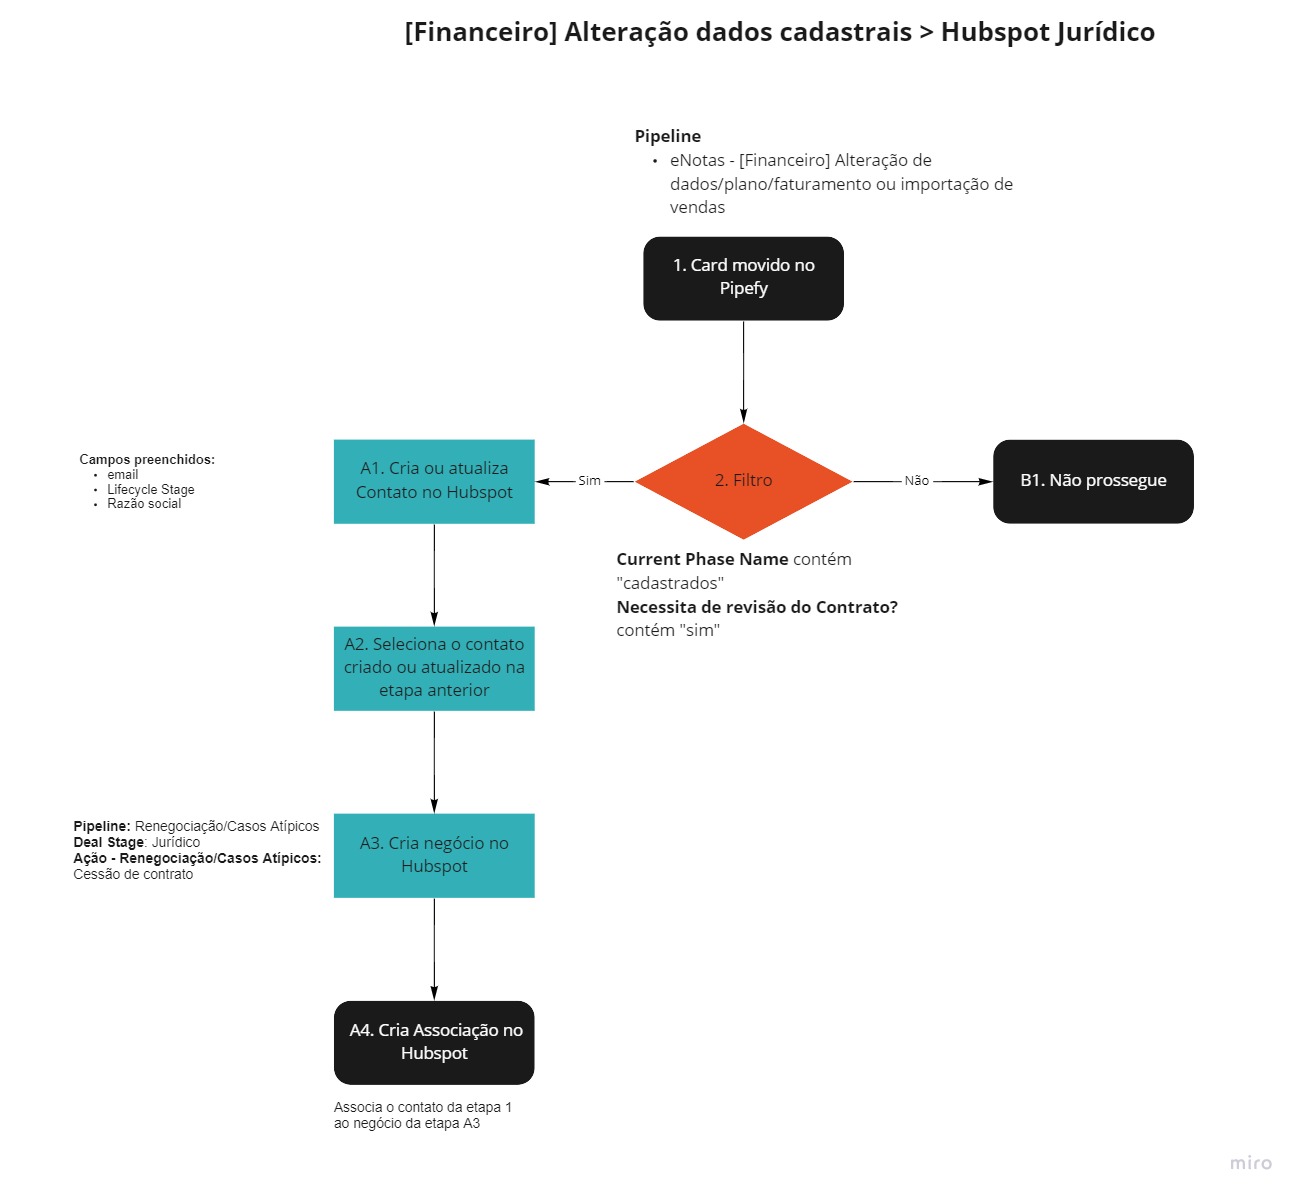 [Financeiro] Alteração dados cadastrais > Hubspot Jurídico
Pipeline
• eNotas - [Financeiro] Alteração de
dados/plano/faturamento ou importação de
vendas
1. Card movido no
Pipefy
Campos preenchidos:
• email
• Lifecycle Stage
• Razão social
A1. Cria ou atualiza
Contato no Hubspot
Sim
2. Filtro
Não
B1. Não prossegue
Current Phase Name contém
"cadastrados"
Necessita de revisão do Contrato?
contém "sim"
A2. Seleciona o contato
criado ou atualizado na
etapa anterior
Pipeline: Renegociação/Casos Atípicos
Deal Stage: Jurídico
Ação - Renegociação/Casos Atípicos:
Cessão de contrato
A3. Cria negócio no
Hubspot
A4. Cria Associação no
Hubspot
Associa o contato da etapa 1
ao negócio da etapa A3
miro